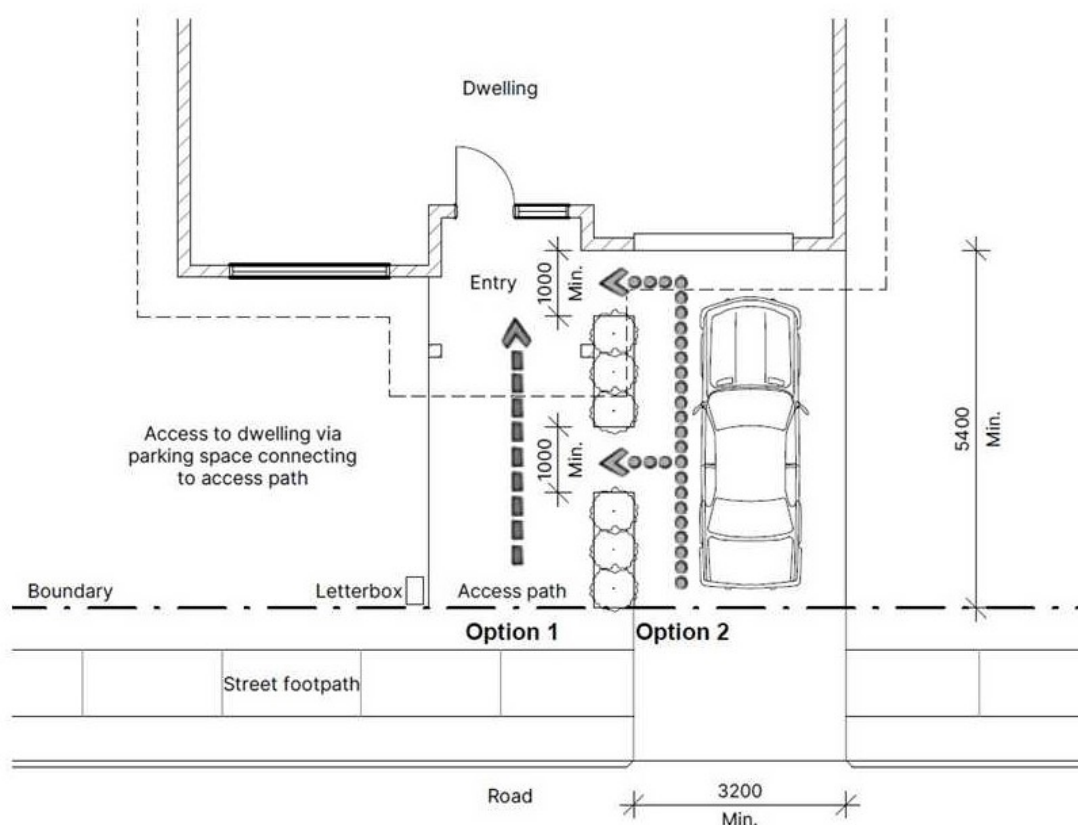 Dwelling
Entry
1000
Min.
Access to dwelling via
parking space connecting
to access path
1000
Min.
5400
Min.
Boundary
Letterbox
Access path
Option 1
Option 2
Street footpath
Road
3200
Min.